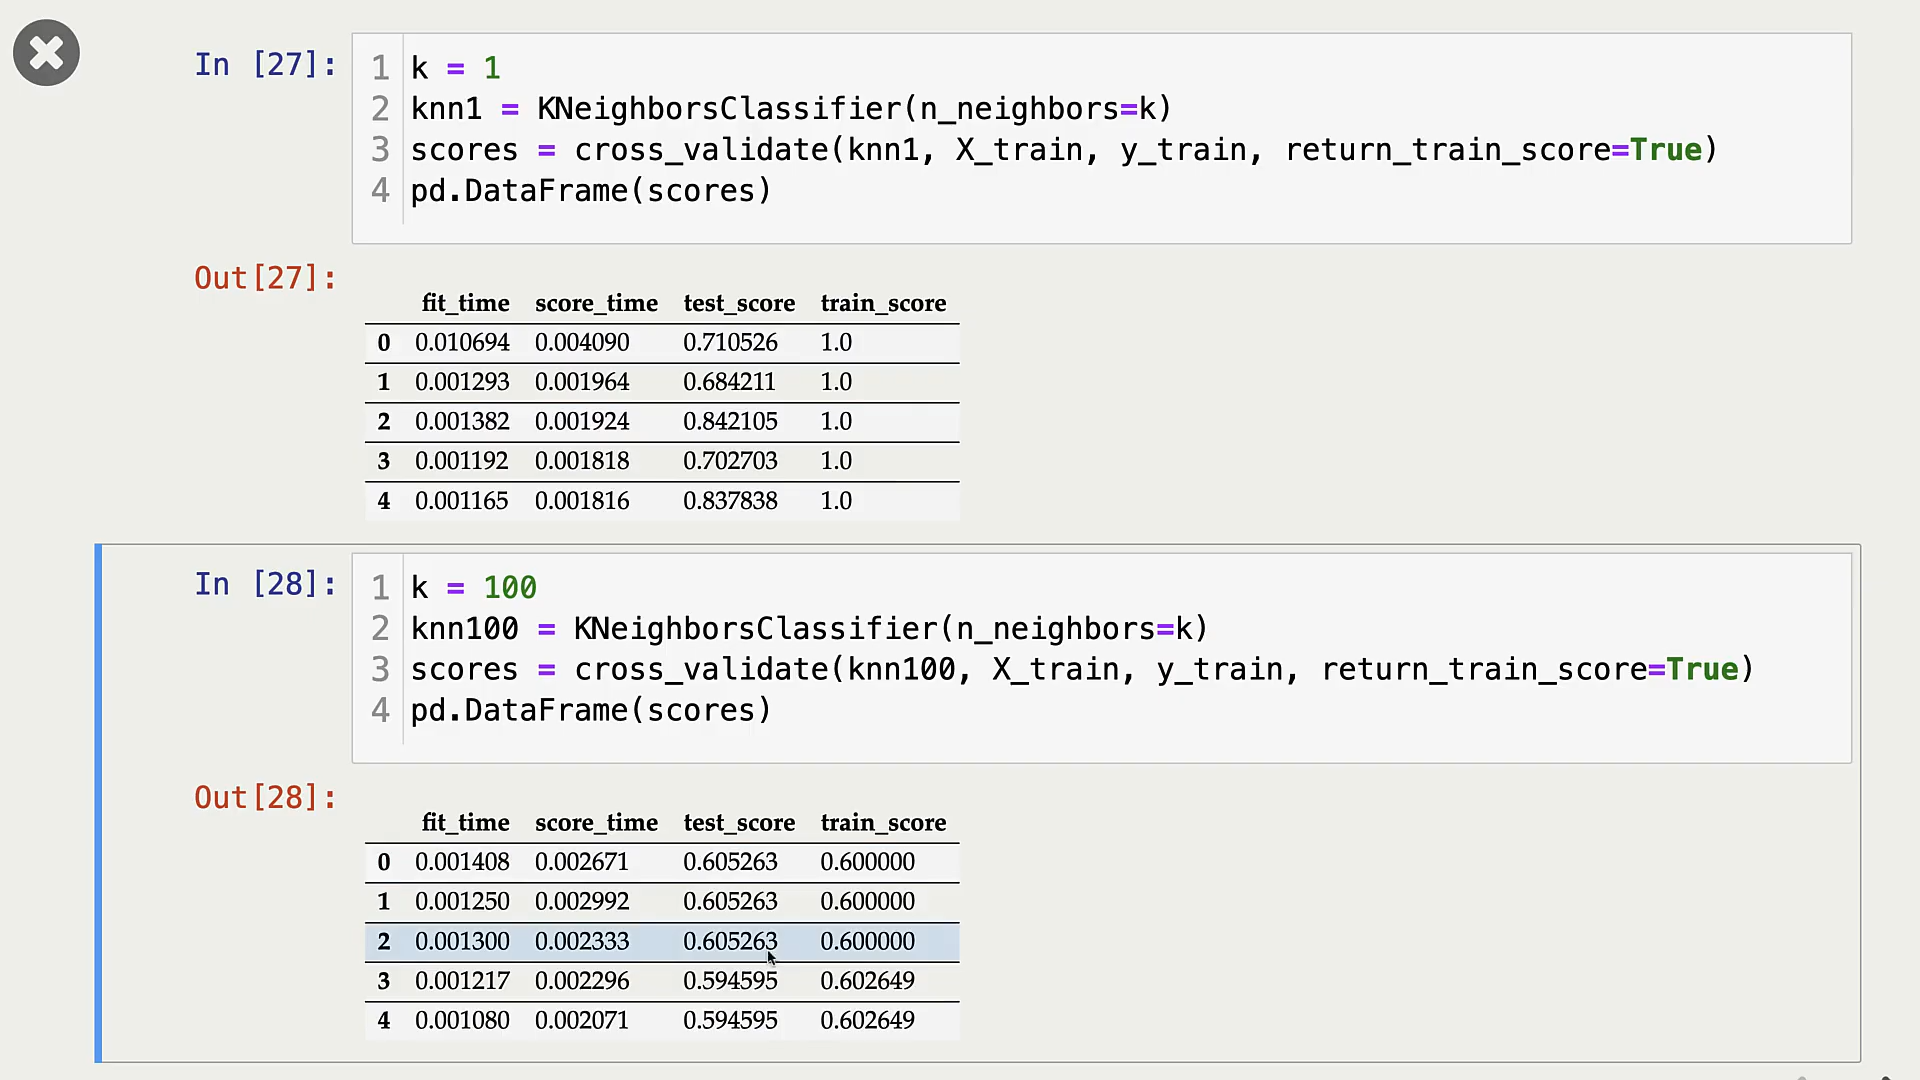 In [27]:
1 k = 1
2 knn1 = KNeighborsClassifier(n_neighbors=k)
3 scores = cross_validate(knn1, X_train, y_train, return_train_score=True)
4 pd.DataFrame(scores)
Out[27]:
fit_time score_time test_score train_score
0 0.010694 0.004090 0.710526 1.0
1 0.001293 0.001964 0.684211 1.0
2 0.001382 0.001924 0.842105 1.0
3 0.001192 0.001818 0.702703 1.0
4 0.001165 0.001816 0.837838 1.0
In [28]:
1 k = 100
2 knn100 = KNeighborsClassifier(n_neighbors=k)
3 scores = cross_validate(knn100, X_train, y_train, return_train_score=True)
4 pd.DataFrame(scores)
Out[28]:
fit_time score_time test_score train_score
0 0.001408 0.002671 0.605263 0.600000
1 0.001250 0.002992 0.605263 0.600000
2 0.001300 0.002333 0.605263 0.600000
3 0.001217 0.002296 0.594595 0.602649
4 0.001080 0.002071 0.594595 0.602649